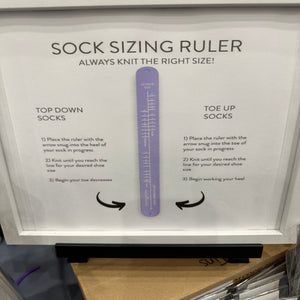 SOCK SIZING RULER
ALWAYS KNIT THE RIGHT SIZE!
TOP DOWN
SOCKS
1) Place the ruler with the
arrow snug into the heel of
your sock in progress.
2) Knit until you reach the
line for your desired shoe
size
3) Begin your toe decreases
TOE UP
SOCKS
1) Place the ruler with the
arrow snug into the toe of
your sock in progress
2) Knit until you reach the
line for your desired shoe
size
3) Begin working your heel